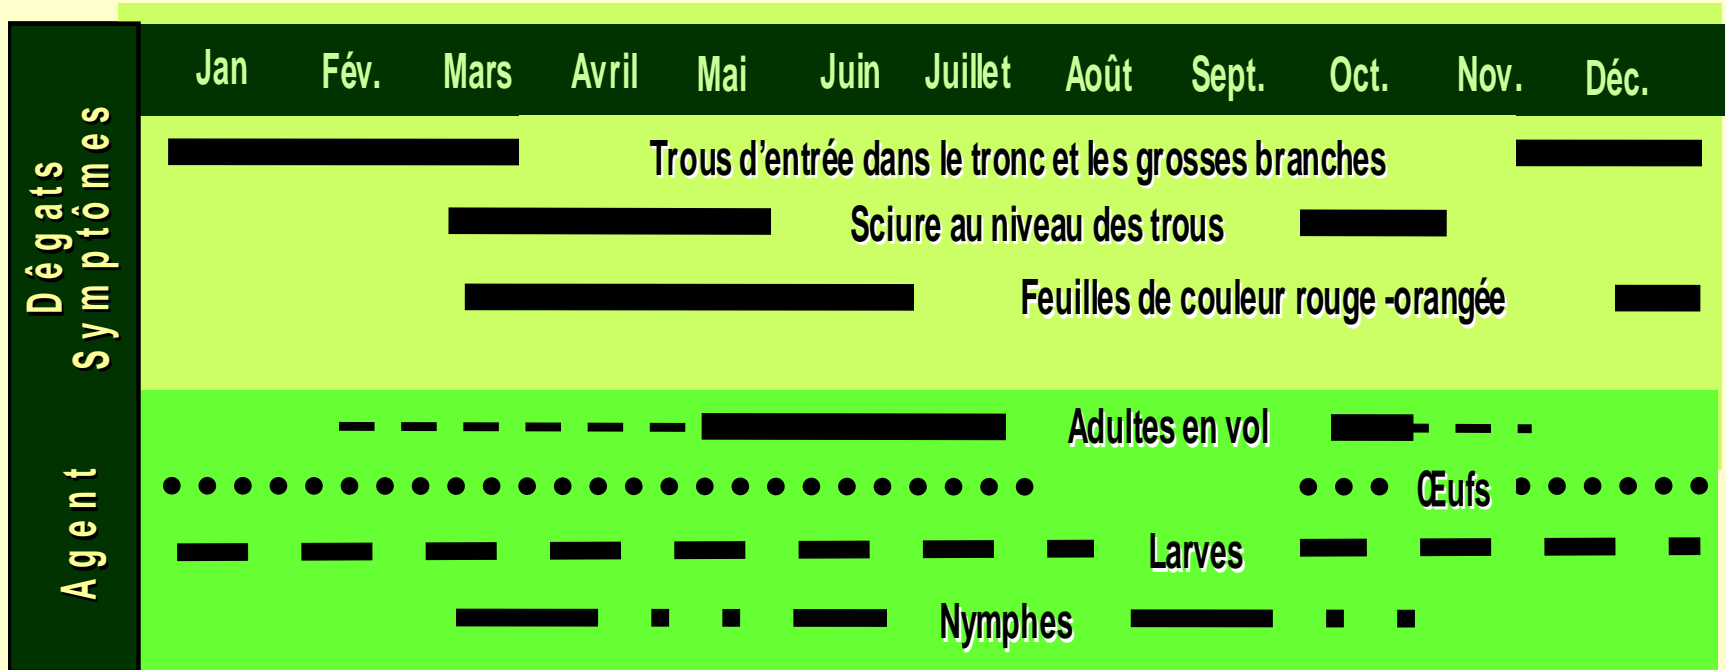 Jan Fév. Mars Avril Mai Juin Juillet Août Sept. Oct. Nov. Déc.
Dêgats
Symptômes
Trous d’entrée dans le tronc et les grosses branches
Sciure au niveau des trous
Feuilles de couleur rouge -orangée
Agent
Adultes en vol
Œufs
Larves
Nymphes